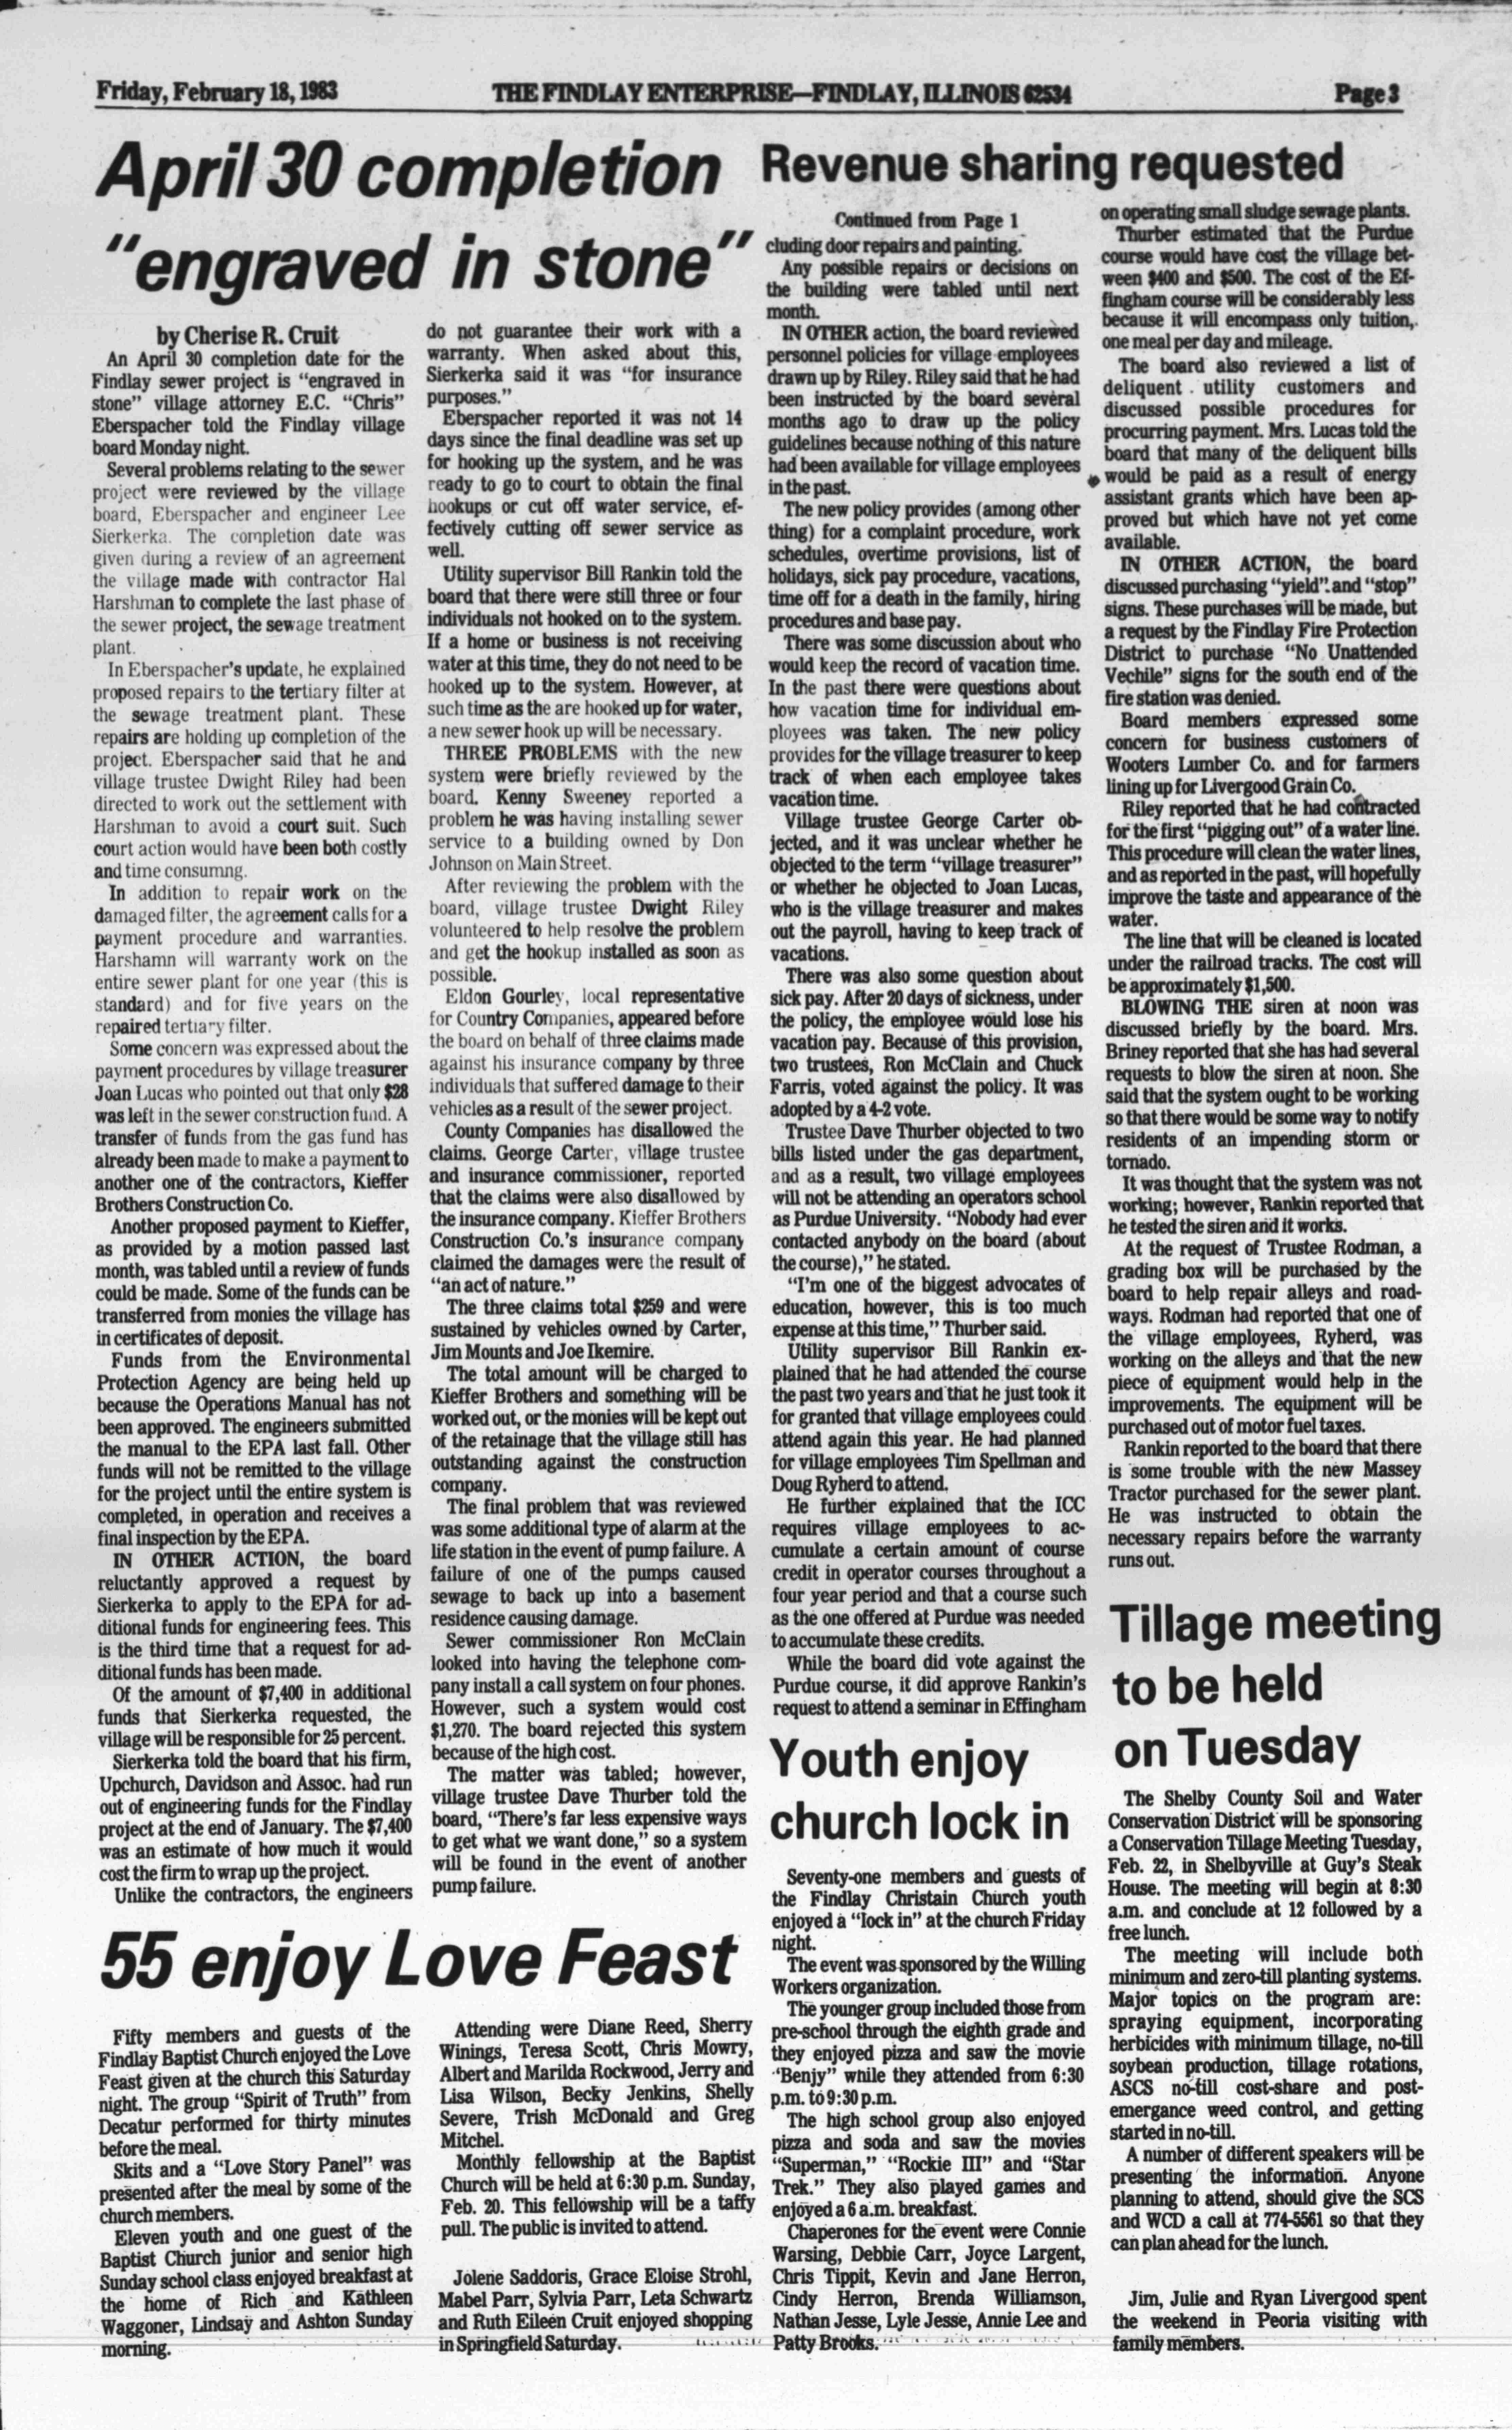 Friday, February 18, 1983
THE FINDLAY ENTERPRISE—FINDLAY, ILLINOIS 62534
Page 3
April 30 completion
"engraved in stone"
by Cherise R. Cruit
An April 30 completion date for the
Findlay sewer project is "engraved in
stone" village attorney E.C. "Chris"
Eberspacher told the Findlay village
board Monday night.
Several problems relating to the sewer
project were reviewed by the village
board, Eberspacher and engineer Lee
Sierkerka. The completion date was
given during a review of an agreement
the village made with contractor Hal
Harshman to complete the last phase of
the sewer project, the sewage treatment
plant.
In Eberspacher's update, he explained
proposed repairs to the tertiary filter at
the sewage treatment plant. These
repairs are holding up completion of the
project. Eberspacher said that he and
village trustee Dwight Riley had been
directed to work out the settlement with
Harshman to avoid a court suit. Such
court action would have been both costly
and time consumng.
In addition to repair work on the
damaged filter, the agreement calls for a
payment procedure and warranties.
Harshamn will warranty work on the
entire sewer plant for one year (this is
standard) and for five years on the
repaired tertiary filter.
Some concern was expressed about the
payment procedures by village treasurer
Joan Lucas who pointed out that only $28
was left in the sewer construction fund. A
transfer of funds from the gas fund has
already been made to make a payment to
another one of the contractors, Kieffer
Brothers Construction Co.
Another proposed payment to Kieffer,
as provided by a motion passed last
month, was tabled until a review of funds
could be made. Some of the funds can be
transferred from monies the village has
in certificates of deposit.
Funds from the Environmental
Protection Agency are being held up
because the Operations Manual has not
been approved. The engineers submitted
the manual to the EPA last fall. Other
funds will not be remitted to the village
for the project until the entire system is
completed, in operation and receives a
final inspection by the EPA.
IN OTHER ACTION, the board
reluctantly approved a request by
Sierkerka to apply to the EPA for ad-
ditional funds for engineering fees. This
is the third time that a request for ad-
ditional funds has been made.
Of the amount of $7,400 in additional
funds that Sierkerka requested, the
village will be responsible for 25 percent.
Sierkerka told the board that his firm,
Upchurch, Davidson and Assoc. had run
out of engineering funds for the Findlay
project at the end of January. The $7,400
was an estimate of how much it would
cost the firm to wrap up the project.
Unlike the contractors, the engineers
do not guarantee their work with a
warranty. When asked about this,
Sierkerka said it was "for insurance
purposes."
Eberspacher reported it was not 14
days since the final deadline was set up
for hooking up the system, and he was
ready to go to court to obtain the final
hookups or cut off water service, ef-
fectively cutting off sewer service as
well.
Utility supervisor Bill Rankin told the
board that there were still three or four
individuals not hooked on to the system.
If a home or business is not receiving
water at this time, they do not need to be
hooked up to the system. However, at
such time as the are hooked up for water,
a new sewer hook up will be necessary.
THREE PROBLEMS with the new
system were briefly reviewed by the
board. Kenny Sweeney reported a
problem he was having installing sewer
service to a building owned by Don
Johnson on Main Street.
After reviewing the problem with the
board, village trustee Dwight Riley
volunteered to help resolve the problem
and get the hookup installed as soon as
possible.
Eldon Gourley, local representative
for Country Companies, appeared before
the board on behalf of three claims made
against his insurance company by three
individuals that suffered damage to their
vehicles as a result of the sewer project.
County Companies has disallowed the
claims. George Carter, village trustee
and insurance commissioner, reported
that the claims were also disallowed by
the insurance company. Kieffer Brothers
Construction Co.'s insurance company
claimed the damages were the result of
"an act of nature."
The three claims total $259 and were
sustained by vehicles owned by Carter,
Jim Mounts and Joe Ikemire.
The total amount will be charged to
Kieffer Brothers and something will be
worked out, or the monies will be kept out
of the retainage that the village still has
outstanding against the construction
company.
The final problem that was reviewed
was some additional type of alarm at the
life station in the event of pump failure. A
failure of one of the pumps caused
sewage to back up into a basement
residence causing damage.
Sewer commissioner Ron McClain
looked into having the telephone com-
pany install a call system on four phones.
However, such a system would cost
$1,270. The board rejected this system
because of the high cost.
The matter was tabled; however,
village trustee Dave Thurber told the
board, "There's far less expensive ways
to get what we want done," so a system
will be found in the event of another
pump failure.
Revenue sharing requested
Continued from Page 1
cluding door repairs and painting.
Any possible repairs or decisions on
the building were tabled until next
month.
IN OTHER action, the board reviewed
personnel policies for village employees
drawn up by Riley. Riley said that he had
been instructed by the board several
months ago to draw up the policy
guidelines because nothing of this nature
had been available for village employees
in the past.
The new policy provides (among other
thing) for a complaint procedure, work
schedules, overtime provisions, list of
holidays, sick pay procedure, vacations,
time off for a death in the family, hiring
procedures and base pay.
There was some discussion about who
would keep the record of vacation time.
In the past there were questions about
how vacation time for individual em-
ployees was taken. The new policy
provides for the village treasurer to keep
track of when each employee takes
vacation time.
Village trustee George Carter ob-
jected, and it was unclear whether he
objected to the term "village treasurer"
or whether he objected to Joan Lucas,
who is the village treasurer and makes
out the payroll, having to keep track of
vacations.
There was also some question about
sick pay. After 20 days of sickness, under
the policy, the employee would lose his
vacation pay. Because of this provision,
two trustees, Ron McClain and Chuck
Farris, voted against the policy. It was
adopted by a 4-2 vote.
Trustee Dave Thurber objected to two
bills listed under the gas department,
and as a result, two village employees
will not be attending an operators school
as Purdue University. "Nobody had ever
contacted anybody on the board (about
the course)," he stated.
"I'm one of the biggest advocates of
education, however, this is too much
expense at this time," Thurber said.
Utility supervisor Bill Rankin ex-
plained that he had attended the course
the past two years and that he just took it
for granted that village employees could
attend again this year. He had planned
for village employees Tim Spellman and
Doug Ryherd to attend.
He further explained that the ICC
requires village employees to ac-
cumulate a certain amount of course
credit in operator courses throughout a
four year period and that a course such
as the one offered at Purdue was needed
to accumulate these credits.
While the board did vote against the
Purdue course, it did approve Rankin's
request to attend a seminar in Effingham
on operating small sludge sewage plants.
Thurber estimated that the Purdue
course would have cost the village bet-
ween $400 and $500. The cost of the Ef-
fingham course will be considerably less
because it will encompass only tuition,
one meal per day and mileage.
The board also reviewed a list of
deliquent utility customers and
discussed possible procedures for
procurring payment. Mrs. Lucas told the
board that many of the deliquent bills
would be paid as a result of energy
assistant grants which have been ap-
proved but which have not yet come
available.
IN OTHER ACTION, the board
discussed purchasing "yield" and "stop"
signs. These purchases will be made, but
a request by the Findlay Fire Protection
District to purchase "No Unattended
Vechile" signs for the south end of the
fire station was denied.
Board members expressed some
concern for business customers of
Wooters Lumber Co. and for farmers
lining up for Livergood Grain Co.
Riley reported that he had contracted
for the first "pigging out" of a water line.
This procedure will clean the water lines,
and as reported in the past, will hopefully
improve the taste and appearance of the
water.
The line that will be cleaned is located
under the railroad tracks. The cost will
be approximately $1,500.
BLOWING THE siren at noon was
discussed briefly by the board. Mrs.
Briney reported that she has had several
requests to blow the siren at noon. She
said that the system ought to be working
so that there would be some way to notify
residents of an impending storm or
tornado.
It was thought that the system was not
working; however, Rankin reported that
he tested the siren and it works.
At the request of Trustee Rodman, a
grading box will be purchased by the
board to help repair alleys and road-
ways. Rodman had reported that one of
the village employees, Ryherd, was
working on the alleys and that the new
piece of equipment would help in the
improvements. The equipment will be
purchased out of motor fuel taxes.
Rankin reported to the board that there
is some trouble with the new Massey
Tractor purchased for the sewer plant.
He was instructed to obtain the
necessary repairs before the warranty
runs out.
55 enjoy Love Feast
Fifty members and guests of the
Findlay Baptist Church enjoyed the Love
Feast given at the church this Saturday
night. The group "Spirit of Truth" from
Decatur performed for thirty minutes
before the meal.
Skits and a "Love Story Panel" was
presented after the meal by some of the
church members.
Eleven youth and one guest of the
Baptist Church junior and senior high
Sunday school class enjoyed breakfast at
the home of Rich and Kathleen
Waggoner, Lindsay and Ashton Sunday
morning.
Attending were Diane Reed, Sherry
Winings, Teresa Scott, Chris Mowry,
Albert and Marilda Rockwood, Jerry and
Lisa Wilson, Becky Jenkins, Shelly
Severe, Trish McDonald and Greg
Mitchel.
Monthly fellowship at the Baptist
Church will be held at 6:30 p.m. Sunday,
Feb. 20. This fellowship will be a taffy
pull. The public is invited to attend.
Jolene Saddoris, Grace Eloise Strohl,
Mabel Parr, Sylvia Parr, Leta Schwartz
and Ruth Eileen Cruit enjoyed shopping
in Springfield Saturday.
Youth enjoy
church lock in
Seventy-one members and guests of
the Findlay Christain Church youth
enjoyed a "lock in" at the church Friday
night.
The event was sponsored by the Willing
Workers organization.
The younger group included those from
pre-school through the eighth grade and
they enjoyed pizza and saw the movie
"Benjy" while they attended from 6:30
p.m. to 9:30 p.m.
The high school group also enjoyed
pizza and soda and saw the movies
"Superman," "Rockie III" and "Star
Trek." They also played games and
enjoyed a 6 a.m. breakfast.
Chaperones for the event were Connie
Warsing, Debbie Carr, Joyce Largent,
Chris Tippit, Kevin and Jane Herron,
Cindy Herron, Brenda Williamson,
Nathan Jesse, Lyle Jesse, Annie Lee and
Patty Brooks.
Tillage meeting
to be held
on Tuesday
The Shelby County Soil and Water
Conservation District will be sponsoring
a Conservation Tillage Meeting Tuesday,
Feb. 22, in Shelbyville at Guy's Steak
House. The meeting will begin at 8:30
a.m. and conclude at 12 followed by a
free lunch.
The meeting will include both
minimum and zero-till planting systems.
Major topics on the program are:
spraying equipment, incorporating
herbicides with minimum tillage, no-till
soybean production, tillage rotations,
ASCS no-till cost-share and post-
emergance weed control, and getting
started in no-till.
A number of different speakers will be
presenting the information. Anyone
planning to attend, should give the SCS
and WCD a call at 774-5561 so that they
can plan ahead for the lunch.
Jim, Julie and Ryan Livergood spent
the weekend in Peoria visiting with
family members.